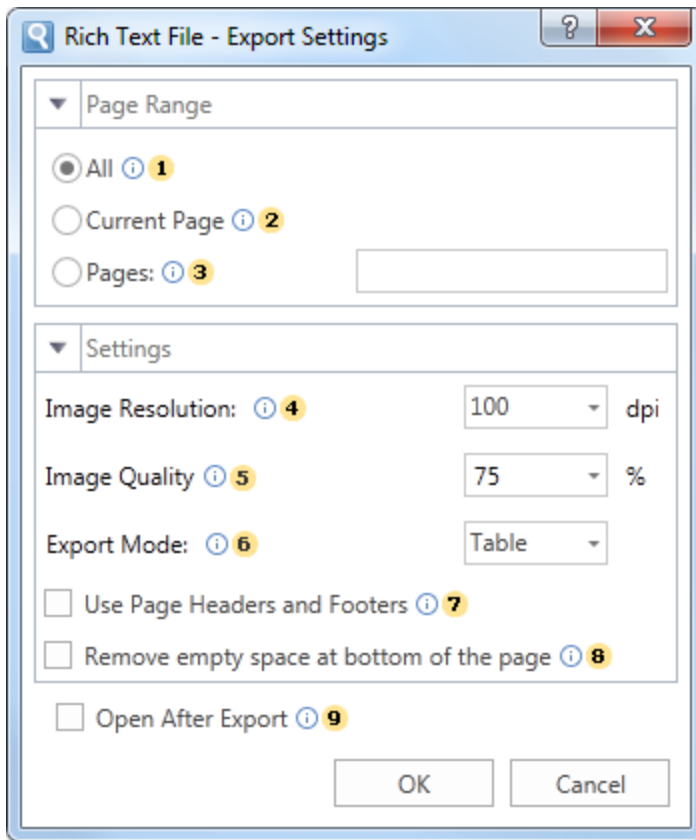 Rich Text File - Export Settings ? X
Page Range
All i 1
Current Page i 2
Pages: i 3
Settings
Image Resolution: i 4 100 dpi
Image Quality i 5 75 %
Export Mode: i 6 Table
Use Page Headers and Footers i 7
Remove empty space at bottom of the page i 8
Open After Export i 9
OK Cancel